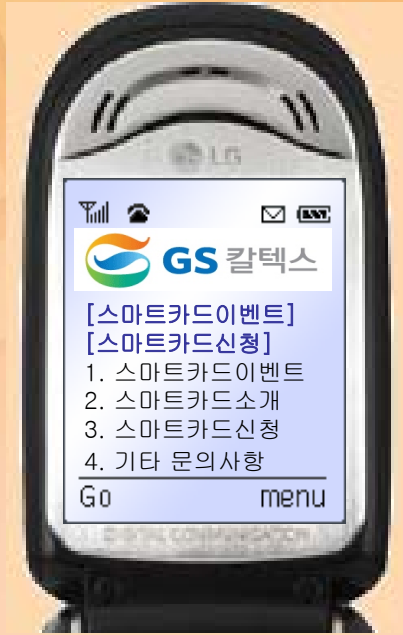 LG
GS 칼텍스
[스마트카드이벤트]
[스마트카드신청]
1. 스마트카드이벤트
2. 스마트카드소개
3. 스마트카드신청
4. 기타 문의사항
Go menu
DIGITAL COMMUNICATION